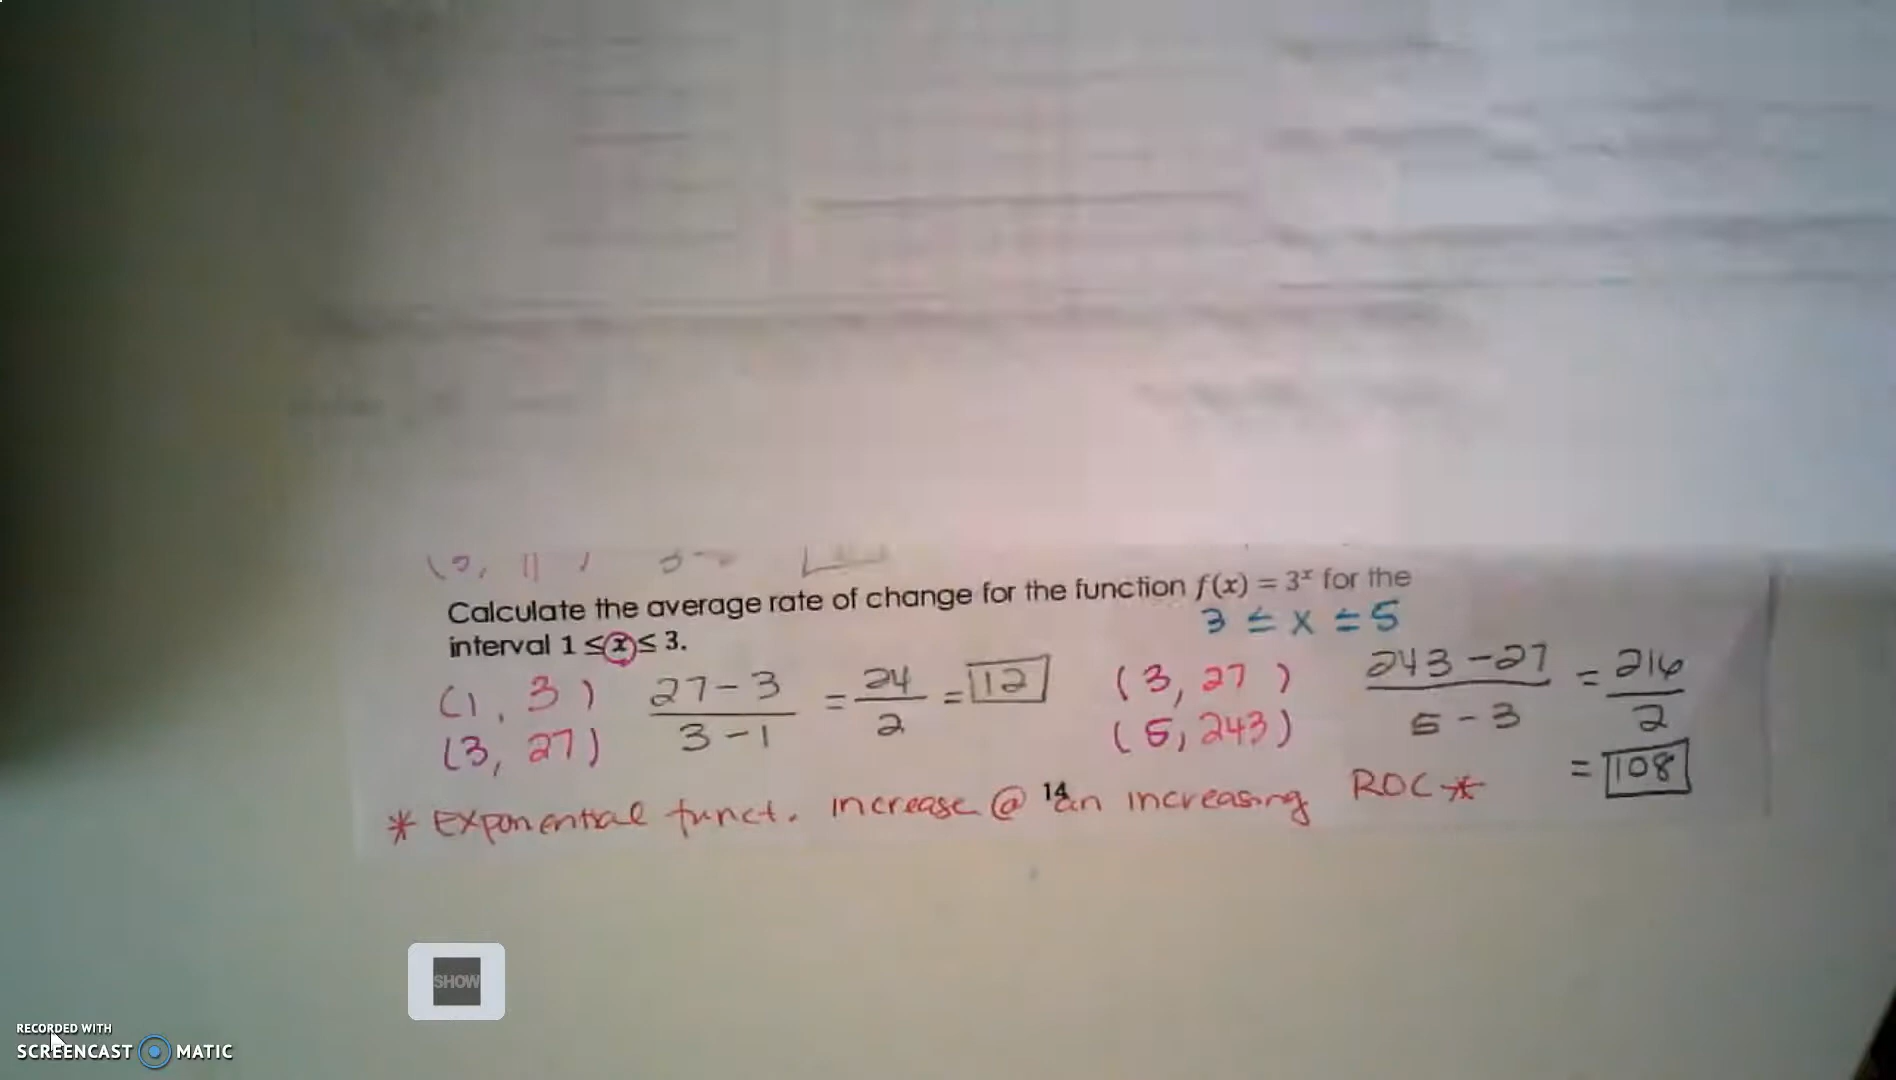 Calculate the average rate of change for the function f(x) = 3ˣ for the
interval 1 ≤ x ≤ 3.
3 ≤ x ≤ 5
(1, 3)
(3, 27)
27-3 / 3-1 = 24 / 2 = 12
(3, 27)
(5, 243)
243-27 / 5-3 = 216 / 2
= 108
* Exponential funct. increase @ an increasing ROC *
14
SHOW
RECORDED WITH
SCREENCAST MATIC